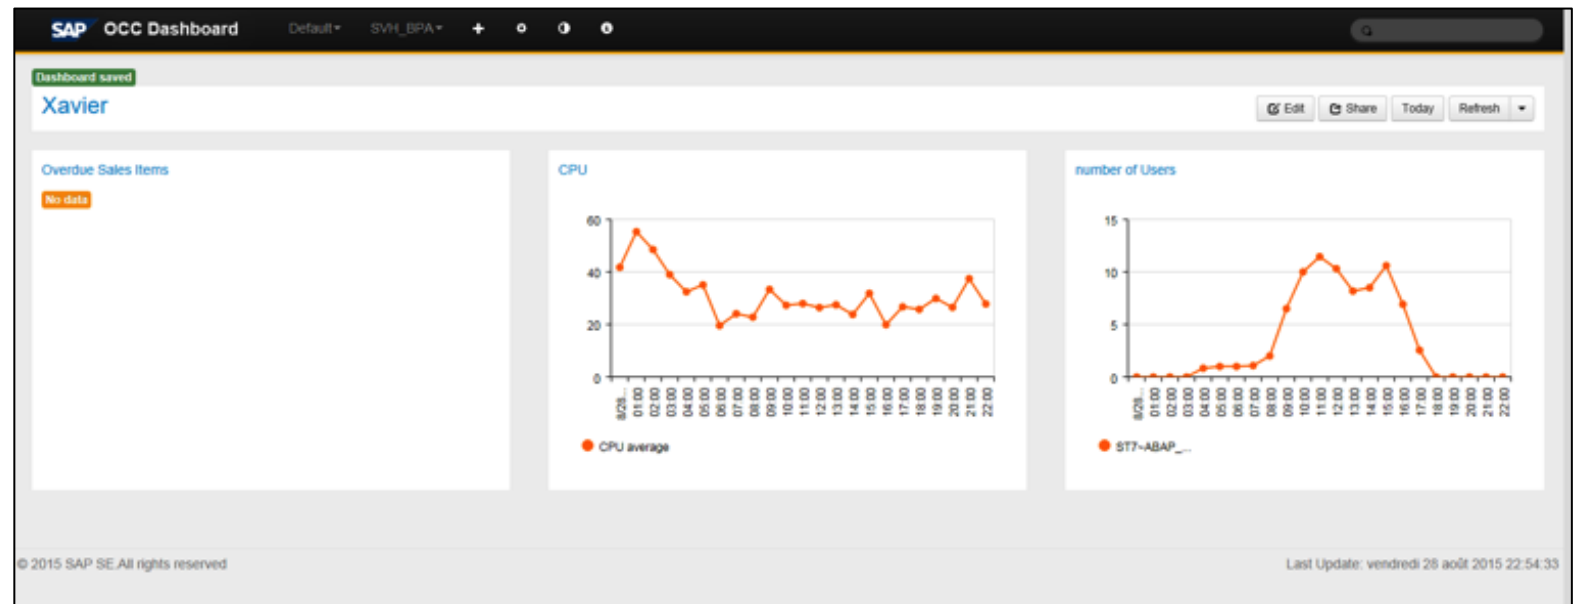 SAP OCC Dashboard Default SVH_BPA
Dashboard saved
Xavier
Edit Share Today Refresh
Overdue Sales Items
No data
CPU
60
40
20
0
8/28... 01:00 02:00 03:00 04:00 05:00 06:00 07:00 08:00 09:00 10:00 11:00 12:00 13:00 14:00 15:00 16:00 17:00 18:00 19:00 20:00 21:00 22:00
CPU average
number of Users
15
10
5
0
8/28... 01:00 02:00 03:00 04:00 05:00 06:00 07:00 08:00 09:00 10:00 11:00 12:00 13:00 14:00 15:00 16:00 17:00 18:00 19:00 20:00 21:00 22:00
ST7~ABAP_...
© 2015 SAP SE.All rights reserved
Last Update: vendredi 28 août 2015 22:54:33